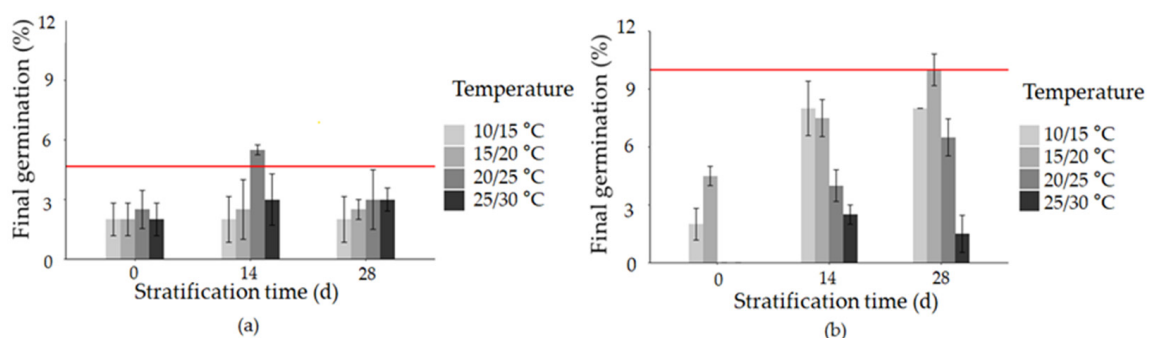 12
9
6
3
0
Final germination (%)
0 14 28
Stratification time (d)
(a)
Temperature
10/15 °C
15/20 °C
20/25 °C
25/30 °C
12
9
6
3
0
Final germination (%)
0 14 28
Stratification time (d)
(b)
Temperature
10/15 °C
15/20 °C
20/25 °C
25/30 °C